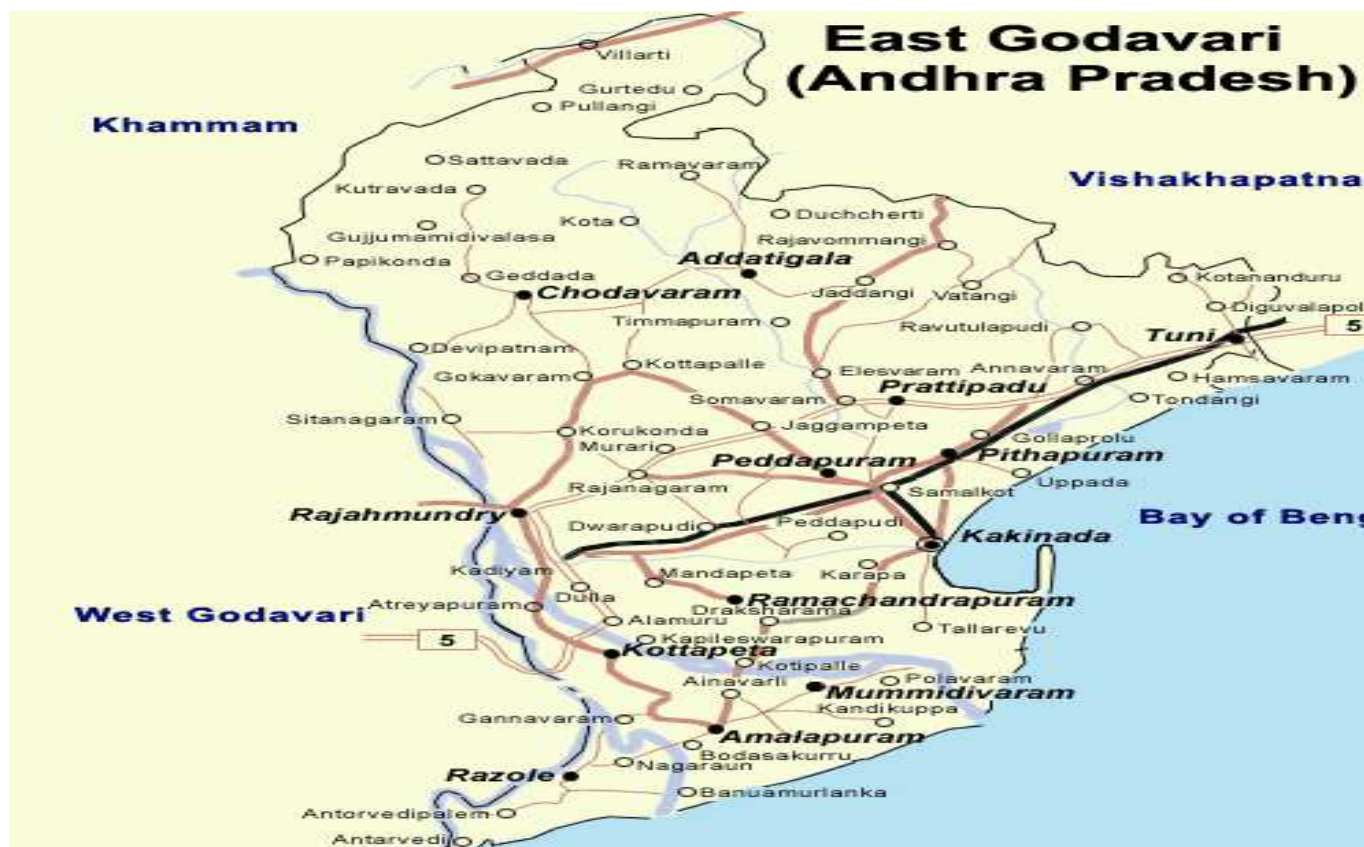 East Godavari
(Andhra Pradesh)
Villarti
Gurtedu
Pullangi
Khammam
Sattavada
Ramavaram
Vishakhapatna
Kutravada
Kota
Duchcherti
Gujjumamidivalasa
Rajavommangi
Papikonda
Addatigala
Geddada
Kotananduru
Chodavaram
Jaddangi
Vatangi
Diguvalapol
Timmapuram
Ravutulapudi
5
Tuni
Devipatnam
Kottapalle
Gokavaram
Elesvaram
Annavaram
Hamsavaram
Prattipadu
Somavaram
Tondangi
Sitanagaram
Jaggampeta
Korukonda
Murari
Gollaprolu
Peddapuram
Pithapuram
Rajanagaram
Uppada
Samalkot
Rajahmundry
Dwarapudi
Peddapudi
Bay of Beng
Kakinada
Kadiyam
Mandapeta
Karapa
Dulla
Atreyapuram
Ramachandrapuram
West Godavari
Draksharama
Alamuru
Tallarevu
5
Kapileswarapuram
Kottapeta
Kotipalle
Ainavarli
Polavaram
Mummidivaram
Gannavaram
Kandikuppa
Amalapuram
Bodasakurru
Nagaraun
Razole
Banuamurlanka
Antorvedipalem
Antarvedi